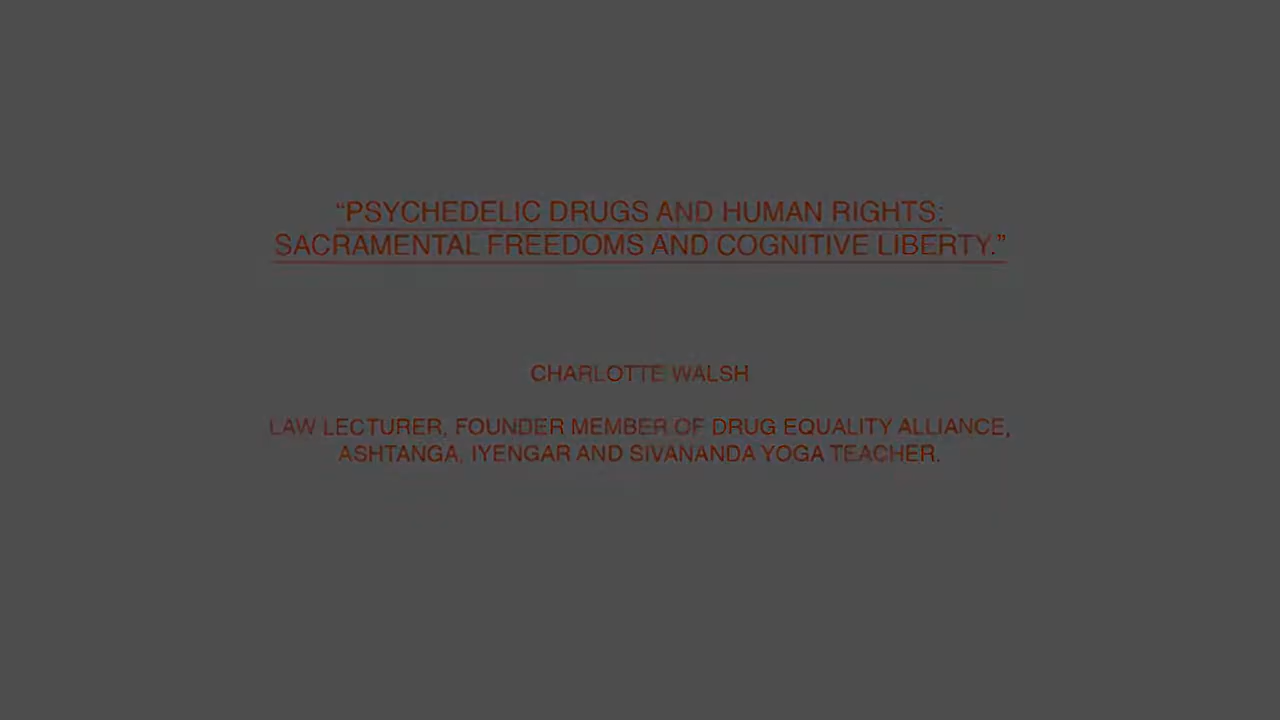 “PSYCHEDELIC DRUGS AND HUMAN RIGHTS:
SACRAMENTAL FREEDOMS AND COGNITIVE LIBERTY.”
CHARLOTTE WALSH
LAW LECTURER, FOUNDER MEMBER OF DRUG EQUALITY ALLIANCE,
ASHTANGA, IYENGAR AND SIVANANDA YOGA TEACHER.